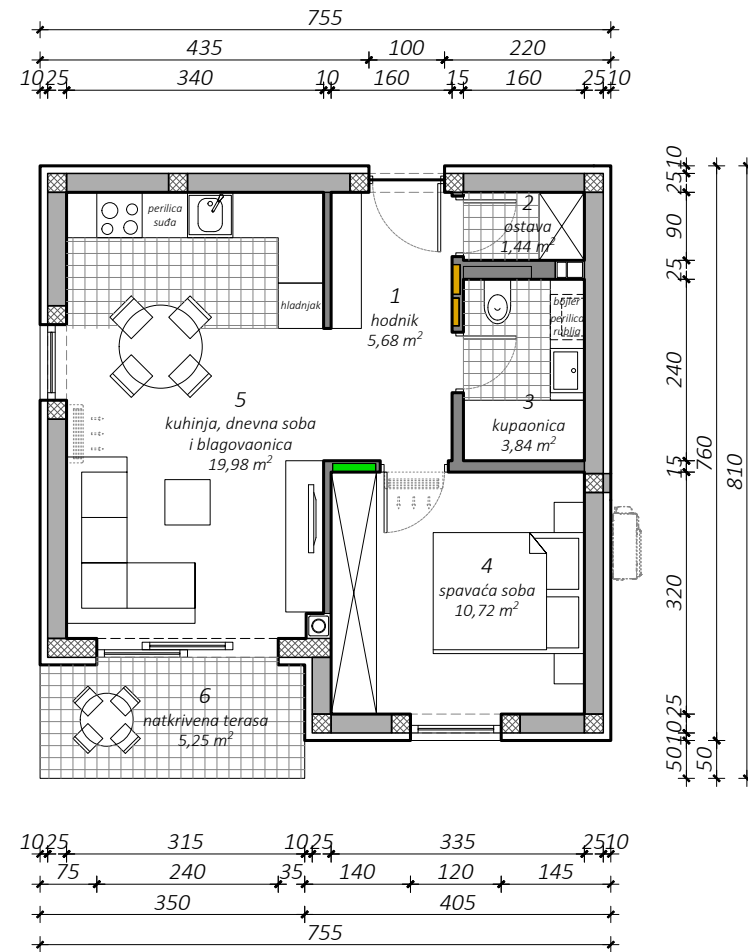 755
435 100 220
10 25 340 10 160 15 160 25 10
perilica
suđa
hladnjak
1
hodnik
5,68 m²
2
ostava
1,44 m²
bojler
perilica
rublja
3
kupaonica
3,84 m²
5
kuhinja, dnevna soba
i blagovaonica
19,98 m²
4
spavaća soba
10,72 m²
6
natkrivena terasa
5,25 m²
10
25
90
25
240
15
320
25
10
50
760
50
810
10 25 315 10 25 335 25 10
75 240 35 140 120 145
350 405
755